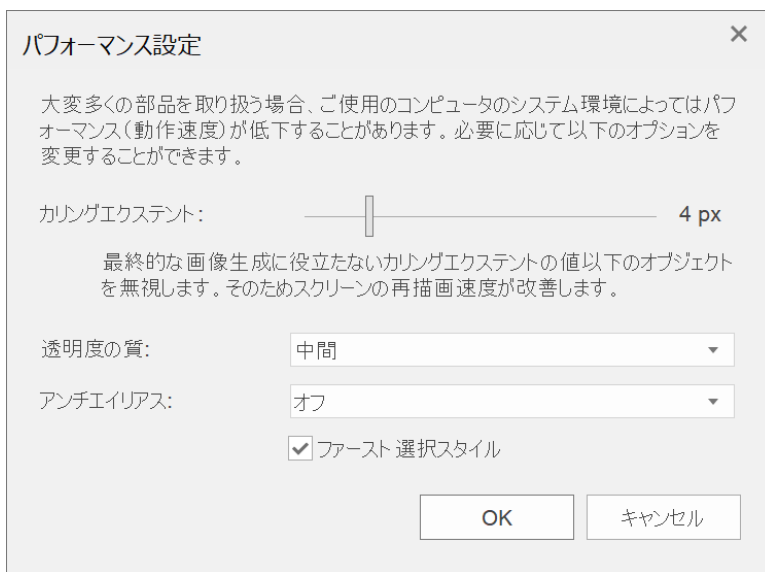 パフォーマンス設定
大変多くの部品を取り扱う場合、ご使用のコンピュータのシステム環境によってはパフ
ォーマンス(動作速度)が低下することがあります。必要に応じて以下のオプションを
変更することができます。
カリングエクステント: 4 px
最終的な画像生成に役立たないカリングエクステントの値以下のオブジェクト
を無視します。そのためスクリーンの再描画速度が改善します。
透明度の質: 中間
アンチエイリアス: オフ
ファースト選択スタイル
OK キャンセル